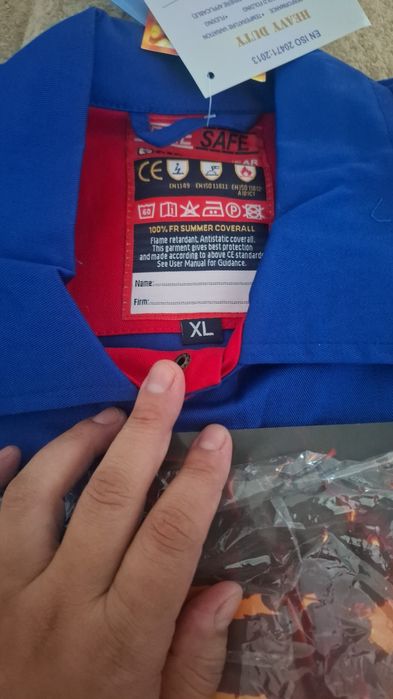 EN ISO 20471:2013
HEAVY DUTY
SAFE
CE
EN1149
EN ISO 11611
EN ISO 11612
A1B1C1
60
P
100% FR SUMMER COVERALL
Flame retardant, Antistatic coverall.
This garment gives best protection
and made according to above CE standards
See User Manual for Guidance.
Name:
Firm:
XL